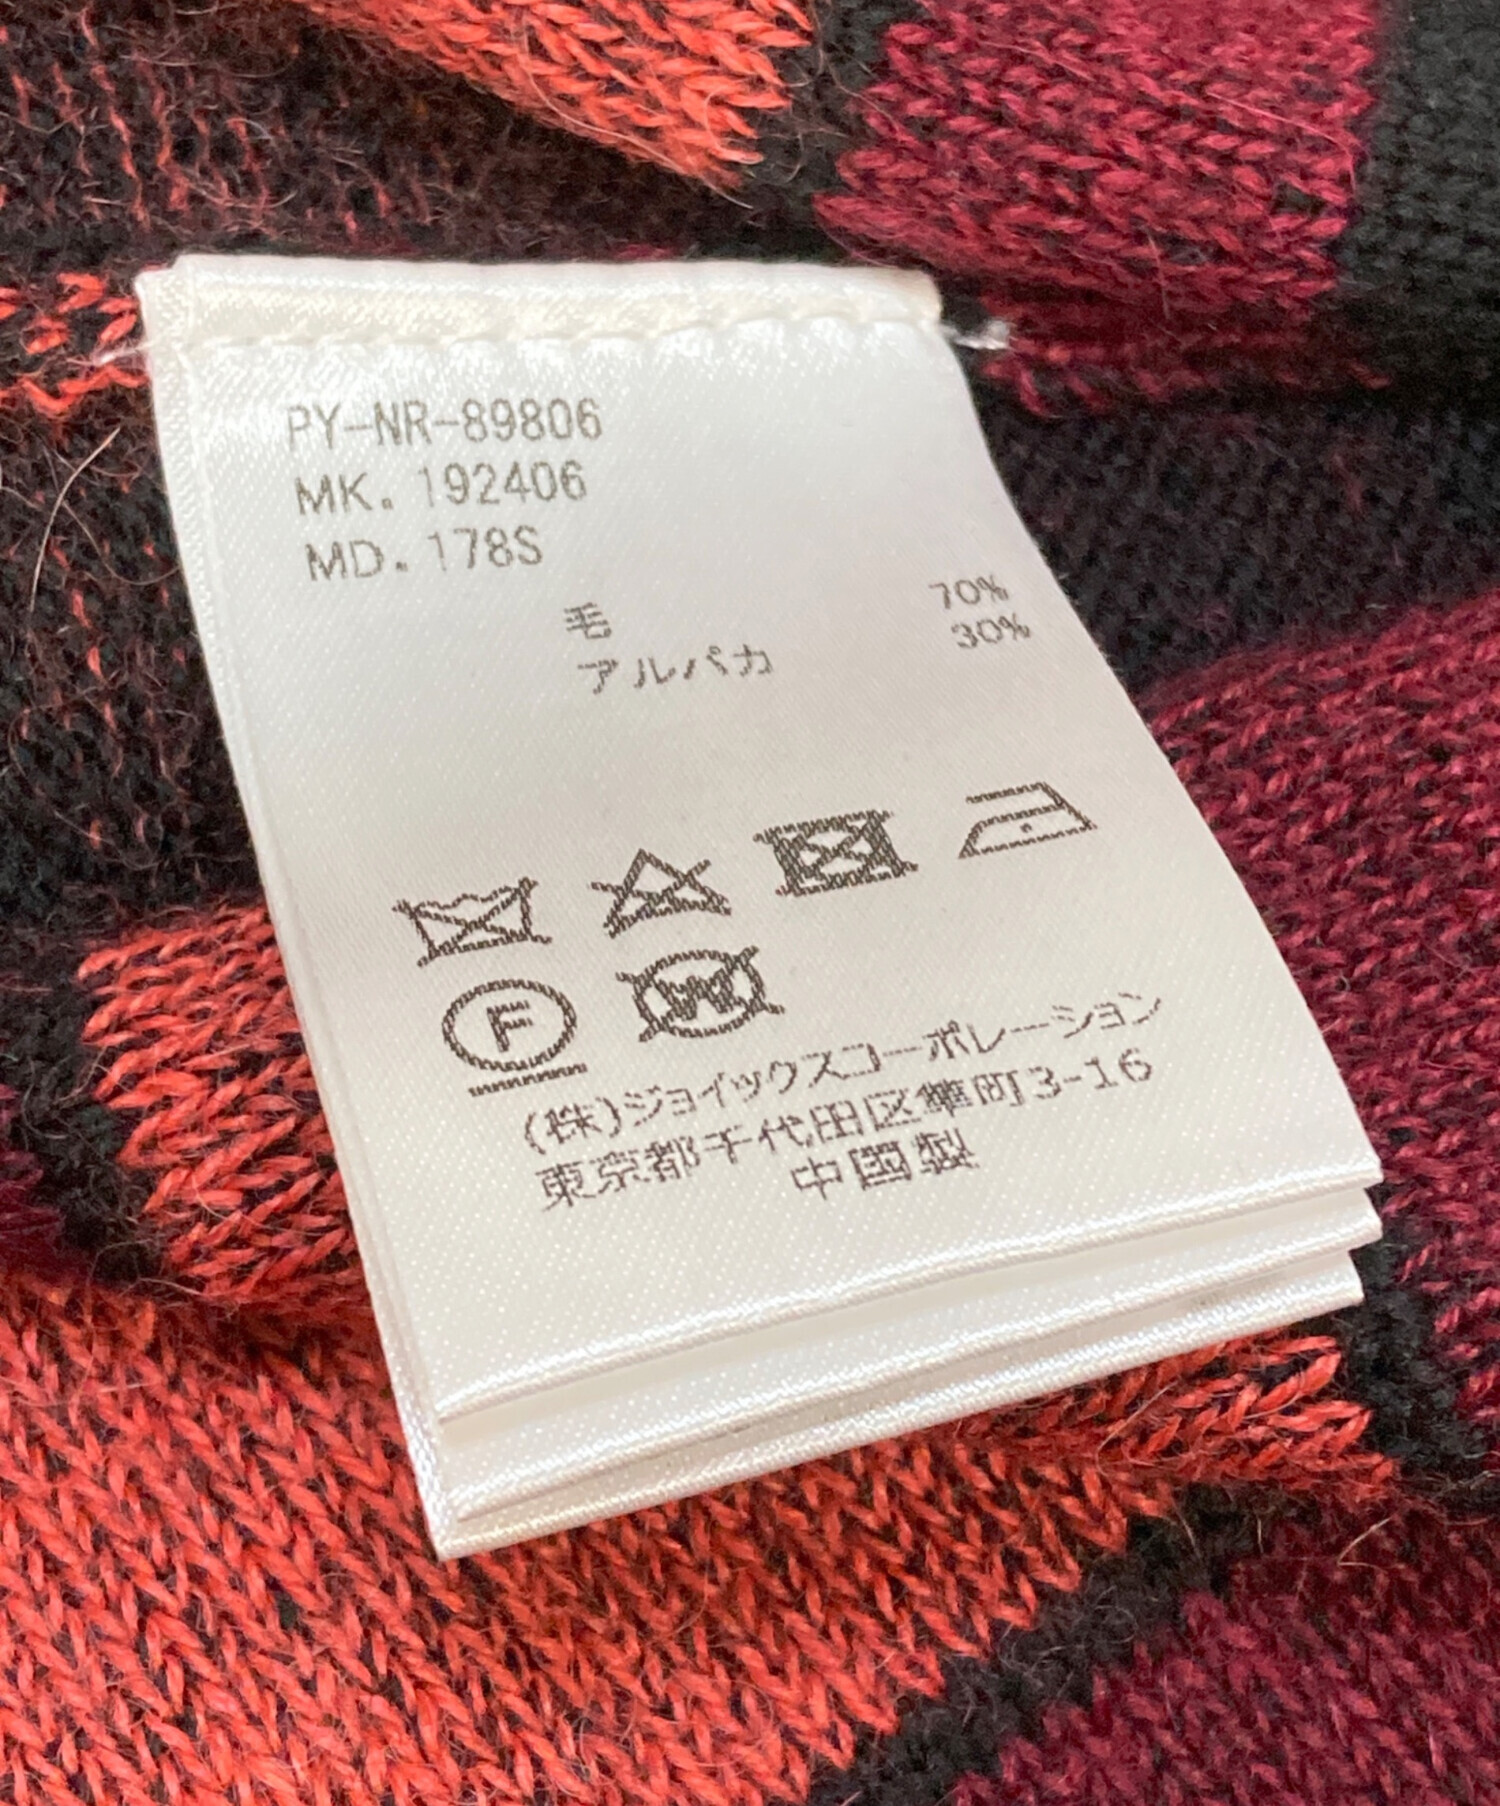 PY-NR-89806
MK. 192406
MD. 178S
毛 70%
アルパカ 30%
F
W
(株)ジョイックスコーポレーション
東京都千代田区麹町3-16
中国製